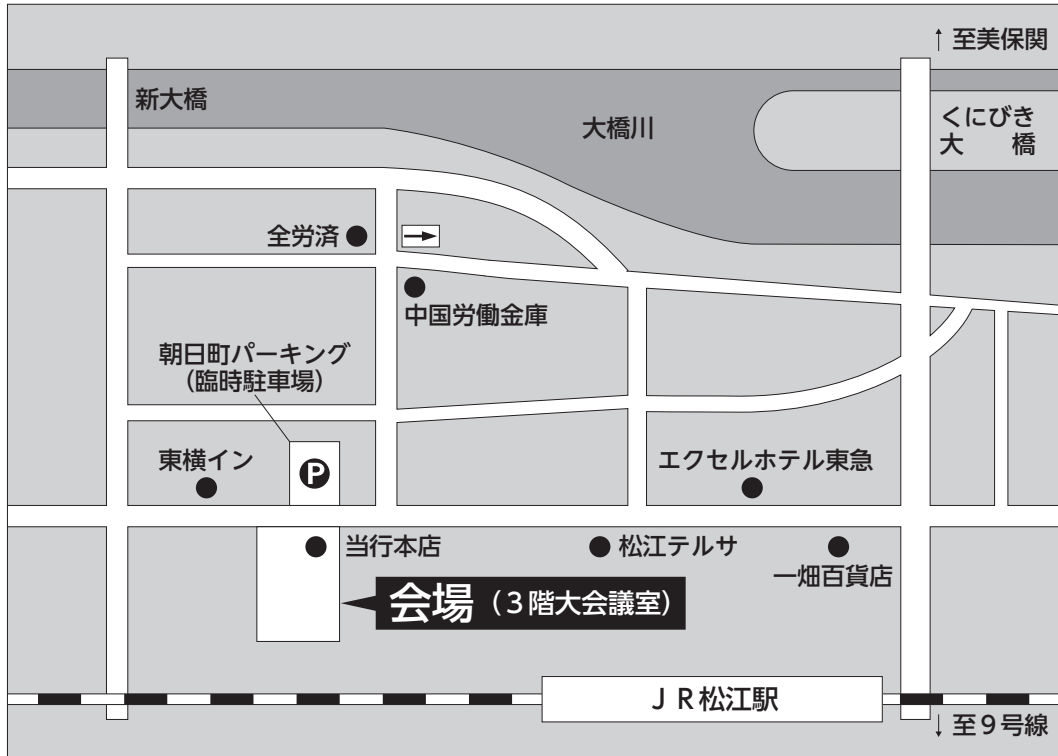 ↑ 至美保関
新大橋
大橋川
くにびき
大　橋
全労済
中国労働金庫
朝日町パーキング
（臨時駐車場）
P
東横イン
エクセルホテル東急
当行本店
松江テルサ
一畑百貨店
会場（３階大会議室）
ＪＲ松江駅
↓ 至９号線